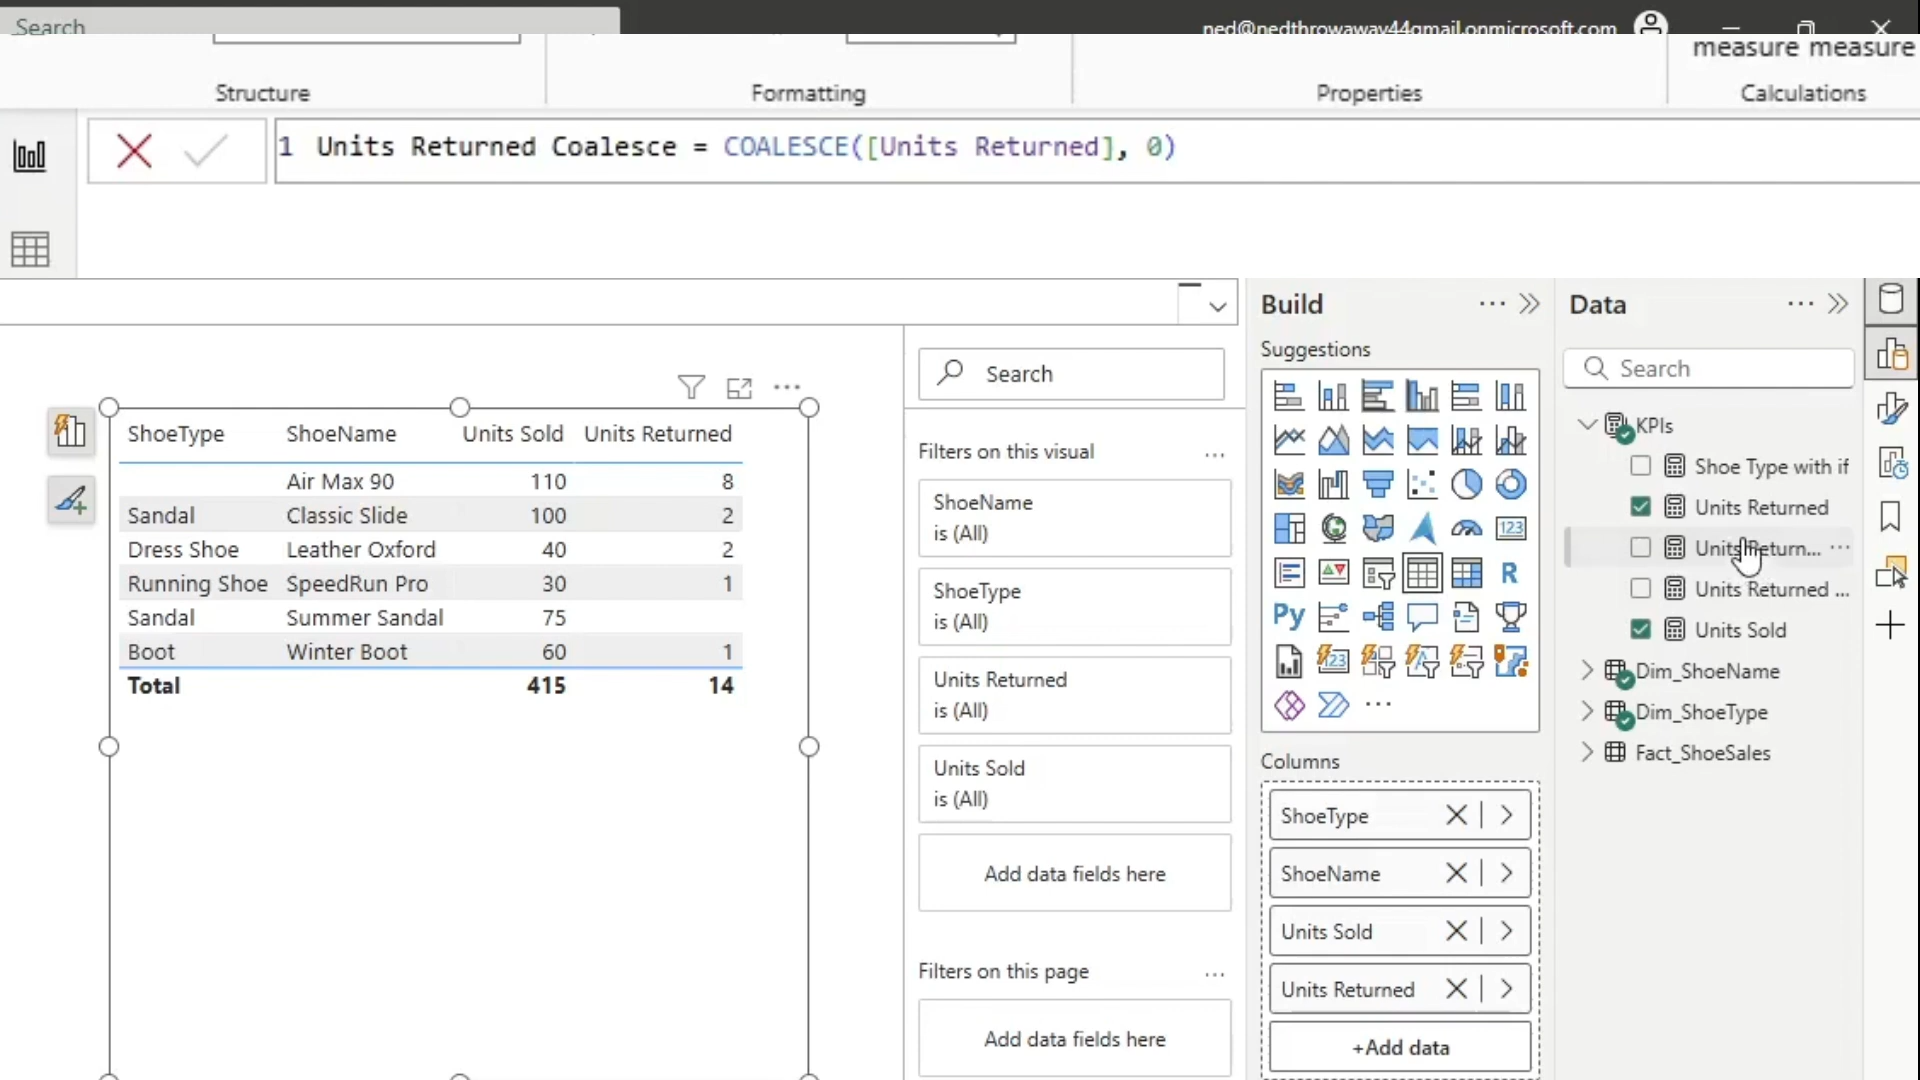 Search
ned@nedthrowaway44gmail.onmicrosoft.com
measure measure
Structure
Formatting
Properties
Calculations
1 Units Returned Coalesce = COALESCE([Units Returned], 0)
Build
Data
Suggestions
Search
Search
ShoeType ShoeName Units Sold Units Returned
Air Max 90 110 8
Sandal Classic Slide 100 2
Dress Shoe Leather Oxford 40 2
Running Shoe SpeedRun Pro 30 1
Sandal Summer Sandal 75
Boot Winter Boot 60 1
Total 415 14
Filters on this visual
ShoeName
is (All)
ShoeType
is (All)
Units Returned
is (All)
Units Sold
is (All)
Add data fields here
Filters on this page
Add data fields here
123
R
Py
123
Columns
ShoeType
ShoeName
Units Sold
Units Returned
+Add data
KPIs
Shoe Type with if
Units Returned
Units Return...
Units Returned ...
Units Sold
Dim_ShoeName
Dim_ShoeType
Fact_ShoeSales